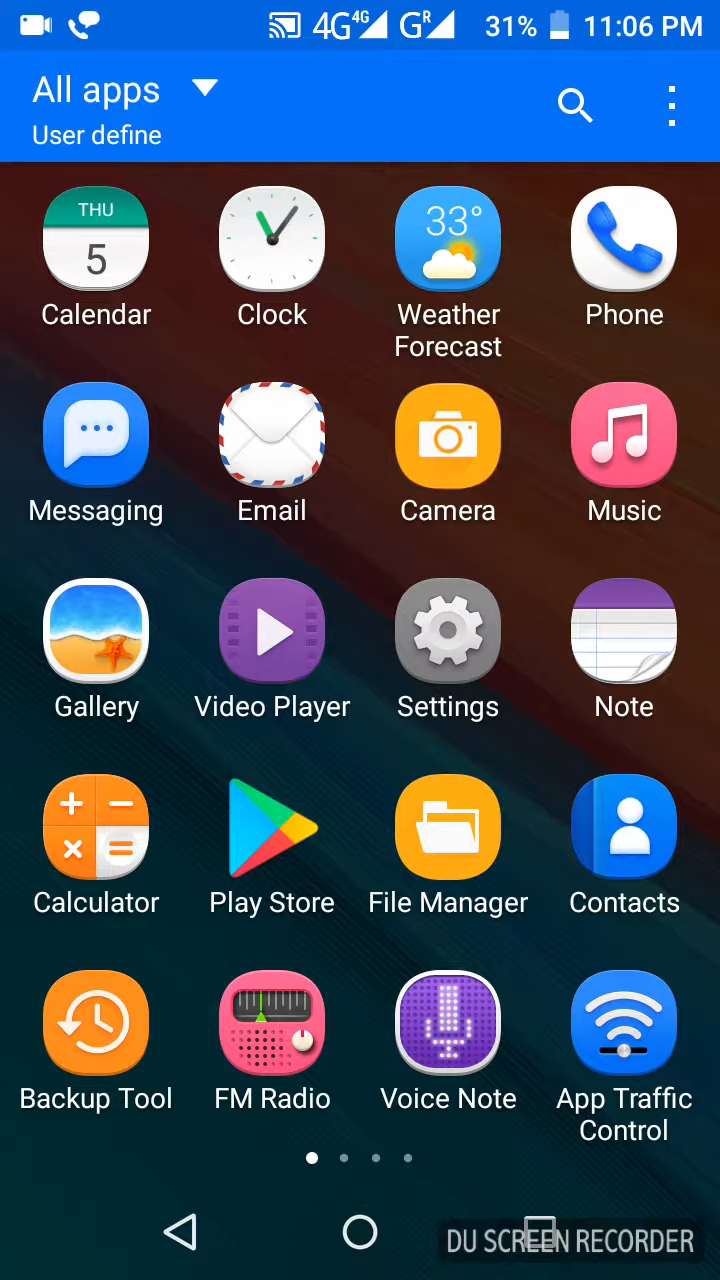 4G 4G G R 31% 11:06 PM
All apps
User define
THU
5
33°
Calendar
Clock
Weather
Forecast
Phone
Messaging
Email
Camera
Music
Gallery
Video Player
Settings
Note
Calculator
Play Store
File Manager
Contacts
Backup Tool
FM Radio
Voice Note
App Traffic
Control
DU SCREEN RECORDER